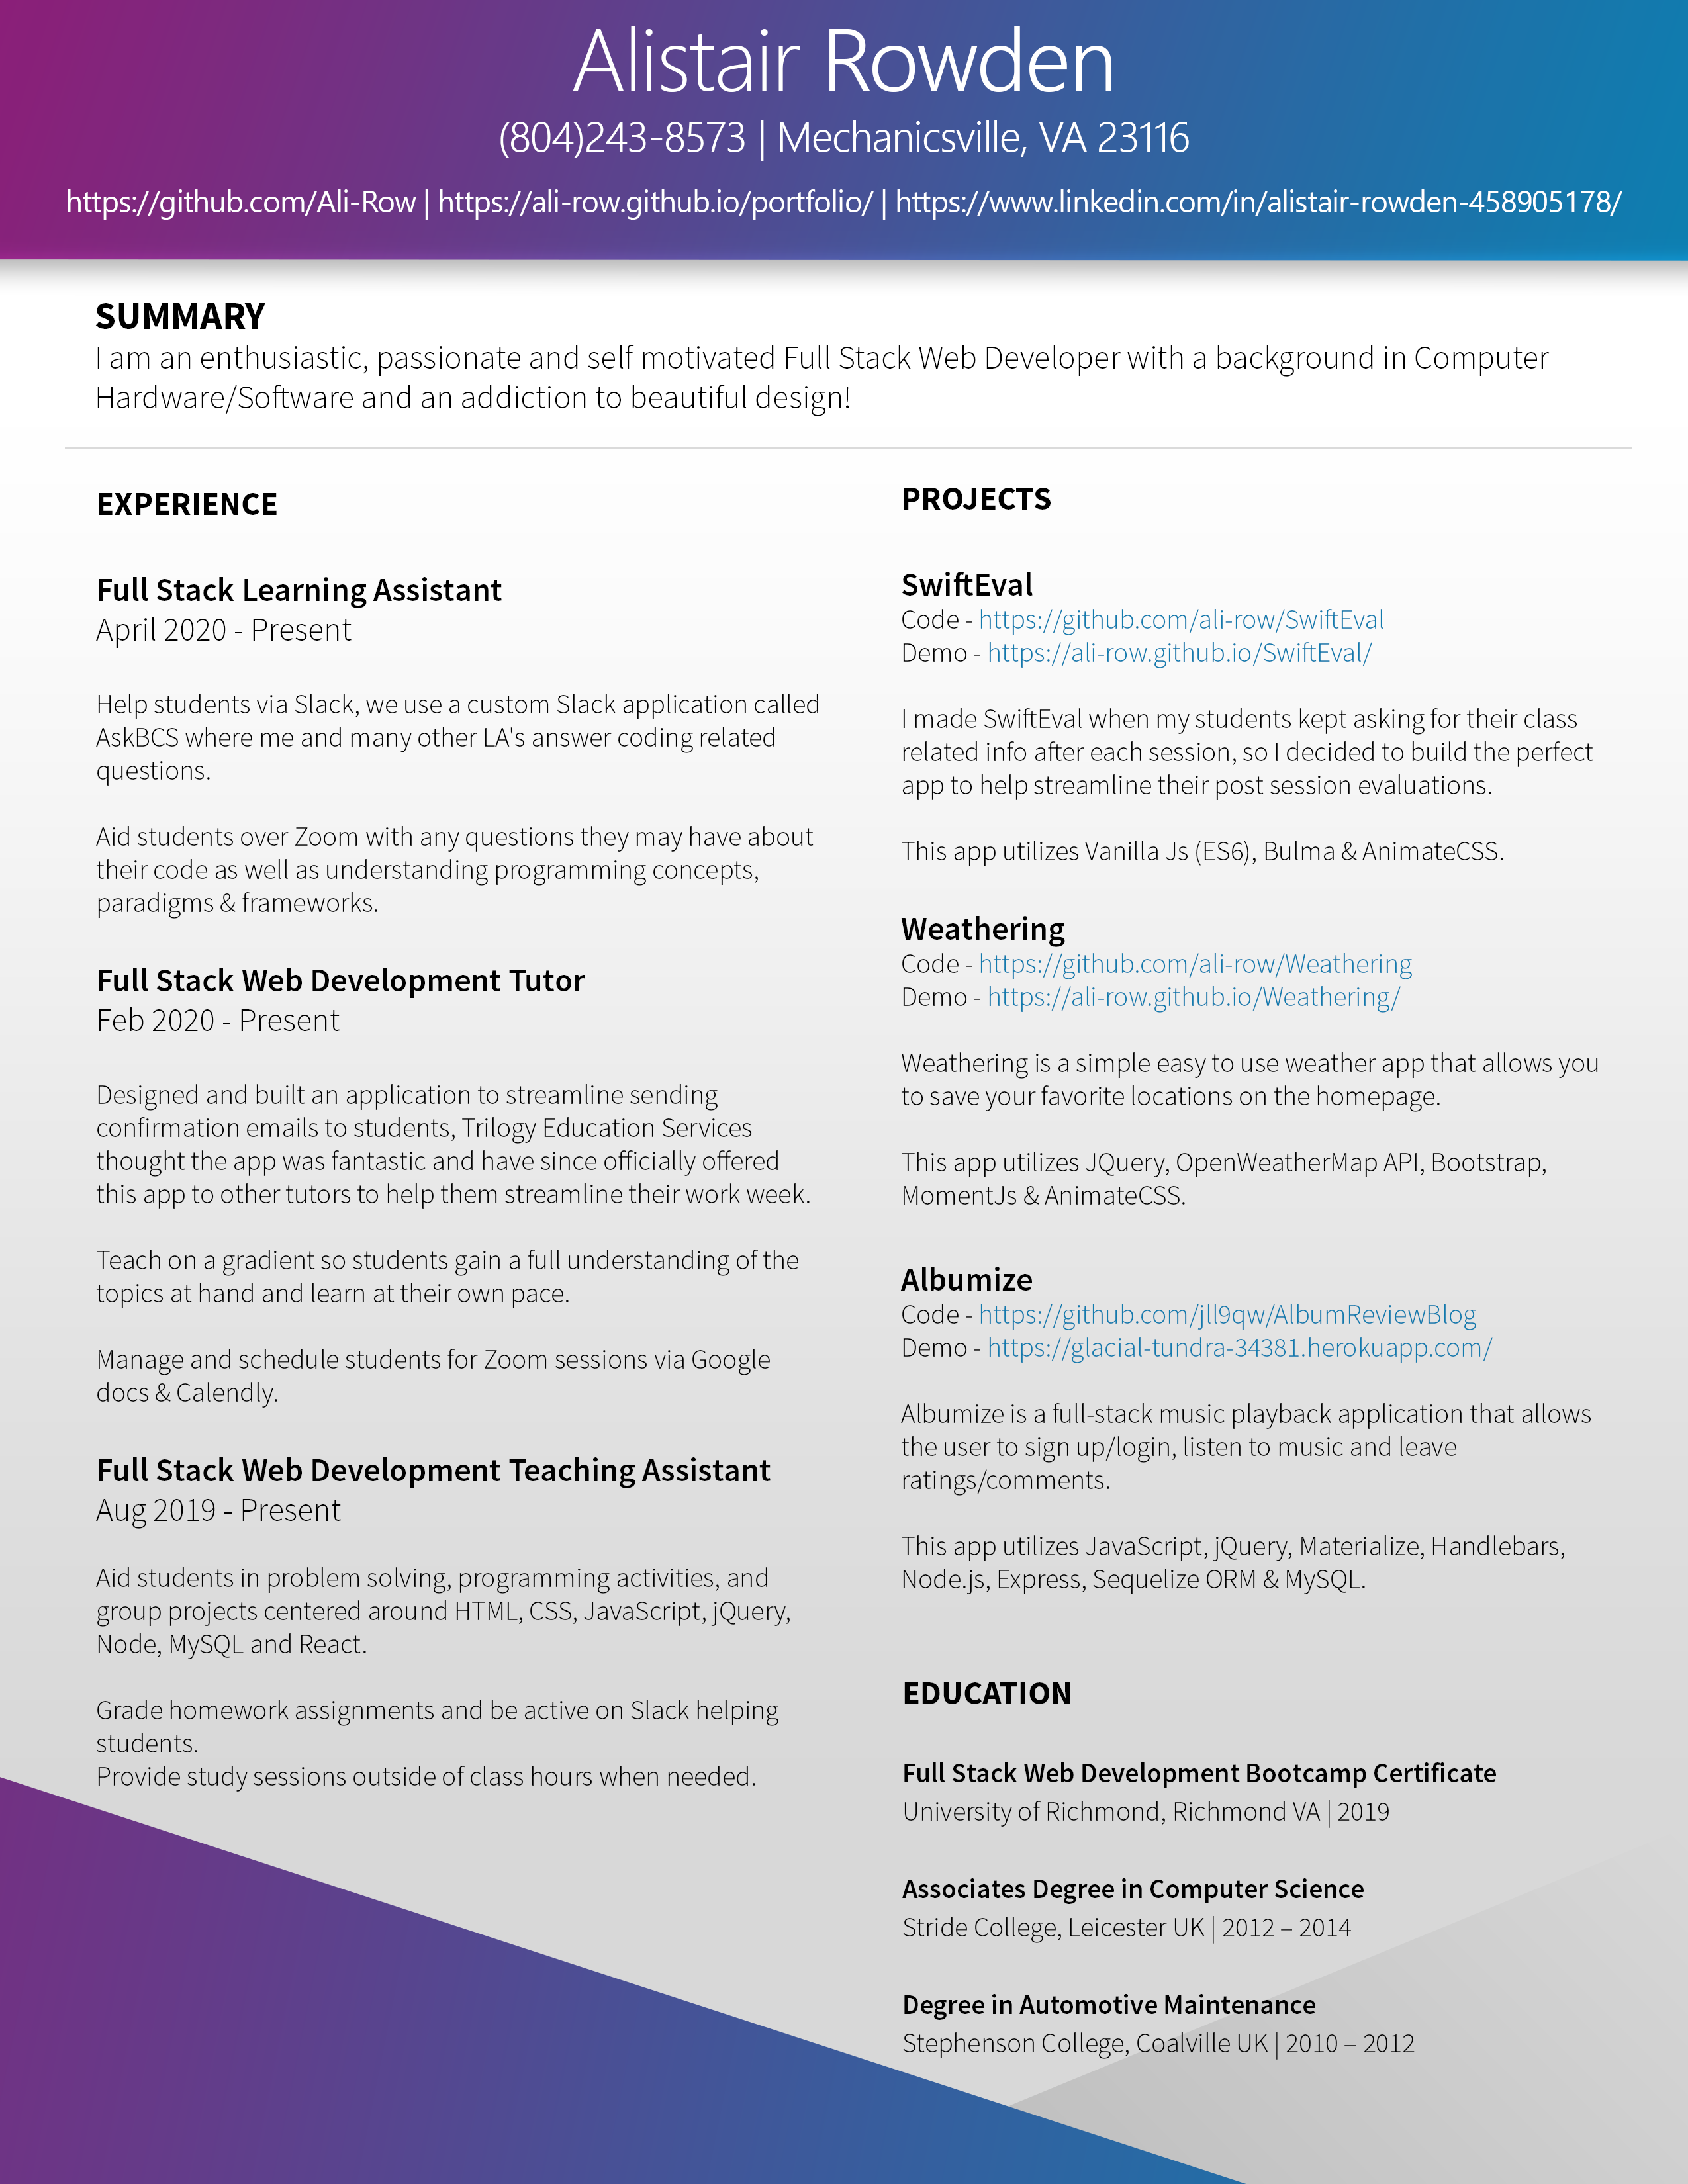 Alistair Rowden
(804)243-8573 | Mechanicsville, VA 23116
https://github.com/Ali-Row | https://ali-row.github.io/portfolio/ | https://www.linkedin.com/in/alistair-rowden-458905178/
SUMMARY
I am an enthusiastic, passionate and self motivated Full Stack Web Developer with a background in Computer
Hardware/Software and an addiction to beautiful design!
EXPERIENCE
Full Stack Learning Assistant
April 2020 - Present
Help students via Slack, we use a custom Slack application called
AskBCS where me and many other LA's answer coding related
questions.
Aid students over Zoom with any questions they may have about
their code as well as understanding programming concepts,
paradigms & frameworks.
Full Stack Web Development Tutor
Feb 2020 - Present
Designed and built an application to streamline sending
confirmation emails to students, Trilogy Education Services
thought the app was fantastic and have since officially offered
this app to other tutors to help them streamline their work week.
Teach on a gradient so students gain a full understanding of the
topics at hand and learn at their own pace.
Manage and schedule students for Zoom sessions via Google
docs & Calendly.
Full Stack Web Development Teaching Assistant
Aug 2019 - Present
Aid students in problem solving, programming activities, and
group projects centered around HTML, CSS, JavaScript, jQuery,
Node, MySQL and React.
Grade homework assignments and be active on Slack helping
students.
Provide study sessions outside of class hours when needed.
PROJECTS
SwiftEval
Code - https://github.com/ali-row/SwiftEval
Demo - https://ali-row.github.io/SwiftEval/
I made SwiftEval when my students kept asking for their class
related info after each session, so I decided to build the perfect
app to help streamline their post session evaluations.
This app utilizes Vanilla Js (ES6), Bulma & AnimateCSS.
Weathering
Code - https://github.com/ali-row/Weathering
Demo - https://ali-row.github.io/Weathering/
Weathering is a simple easy to use weather app that allows you
to save your favorite locations on the homepage.
This app utilizes JQuery, OpenWeatherMap API, Bootstrap,
MomentJs & AnimateCSS.
Albumize
Code - https://github.com/jll9qw/AlbumReviewBlog
Demo - https://glacial-tundra-34381.herokuapp.com/
Albumize is a full-stack music playback application that allows
the user to sign up/login, listen to music and leave
ratings/comments.
This app utilizes JavaScript, jQuery, Materialize, Handlebars,
Node.js, Express, Sequelize ORM & MySQL.
EDUCATION
Full Stack Web Development Bootcamp Certificate
University of Richmond, Richmond VA | 2019
Associates Degree in Computer Science
Stride College, Leicester UK | 2012 – 2014
Degree in Automotive Maintenance
Stephenson College, Coalville UK | 2010 – 2012